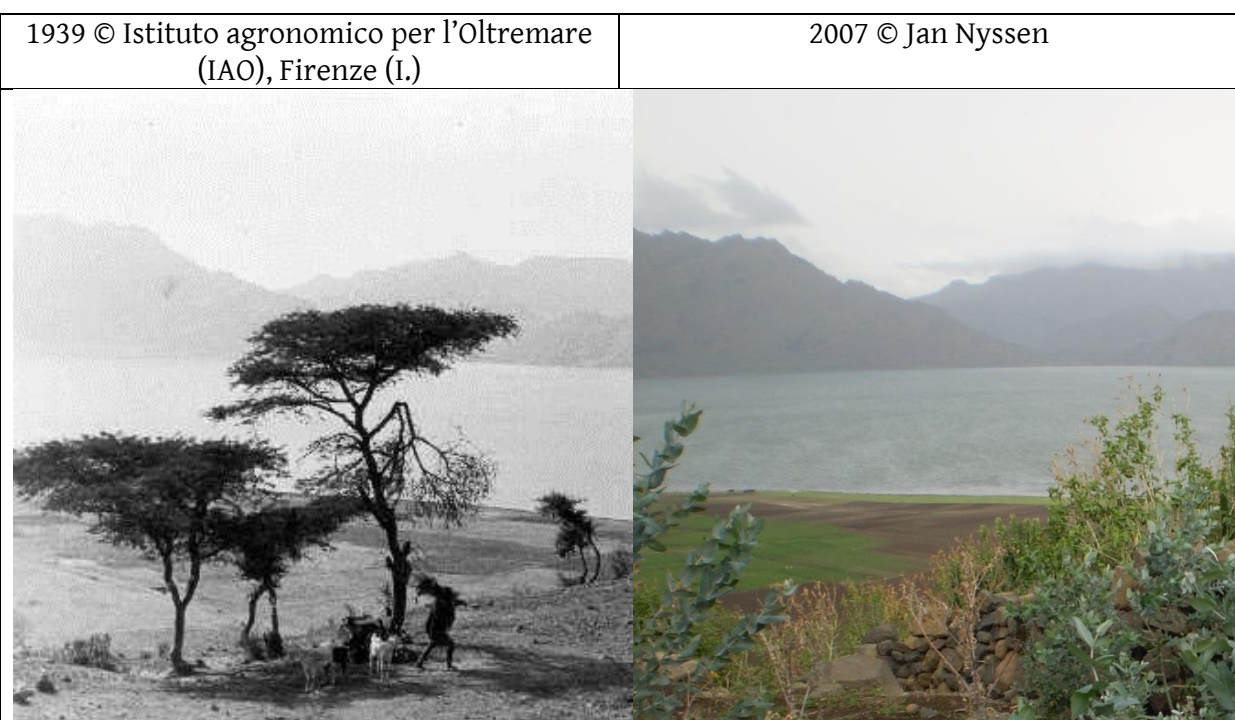 1939 © Istituto agronomico per l’Oltremare
(IAO), Firenze (I.)
2007 © Jan Nyssen